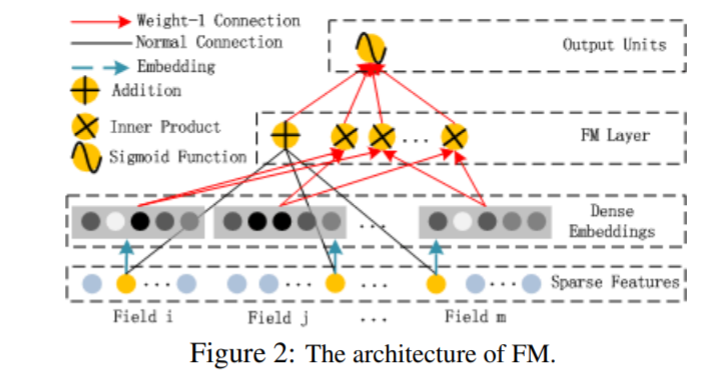 Weight-1 Connection
Normal Connection
Embedding
Addition
Inner Product
Sigmoid Function
Output Units
...
FM Layer
...
Dense
Embeddings
... ... ... ...
Sparse Features
Field i Field j ... Field m
Figure 2: The architecture of FM.